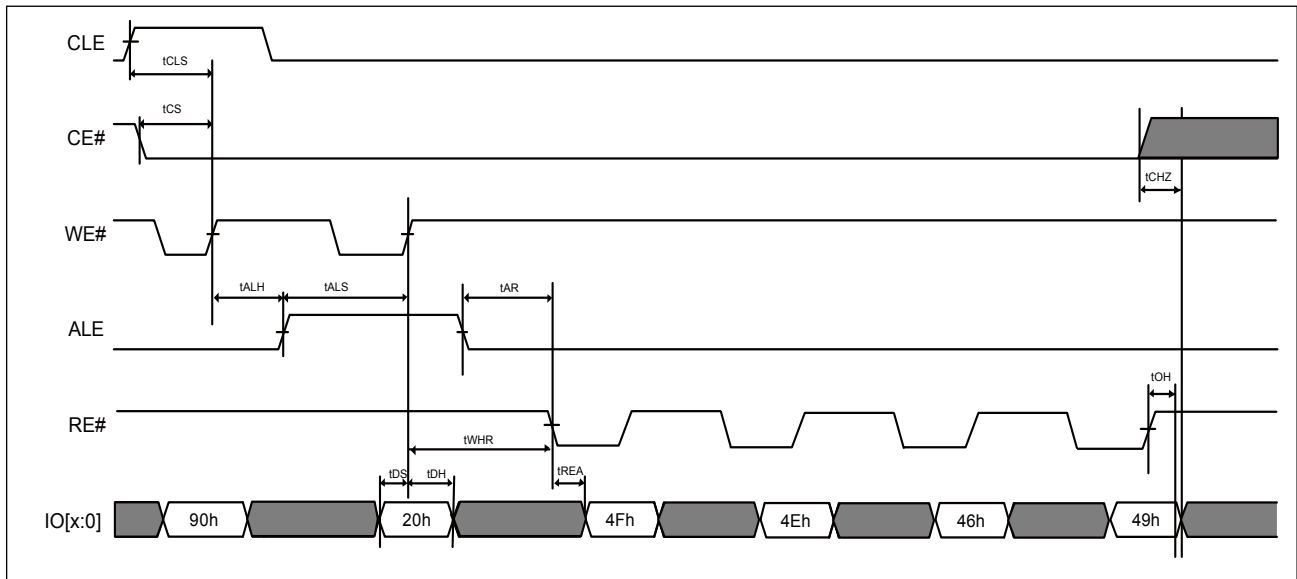 CLE
tCLS
CE#
tCS
tCHZ
WE#
tALH tALS tAR
ALE
tOH
RE#
tWHR
tDS tDH tREA
IO[x:0] 90h 20h 4Fh 4Eh 46h 49h